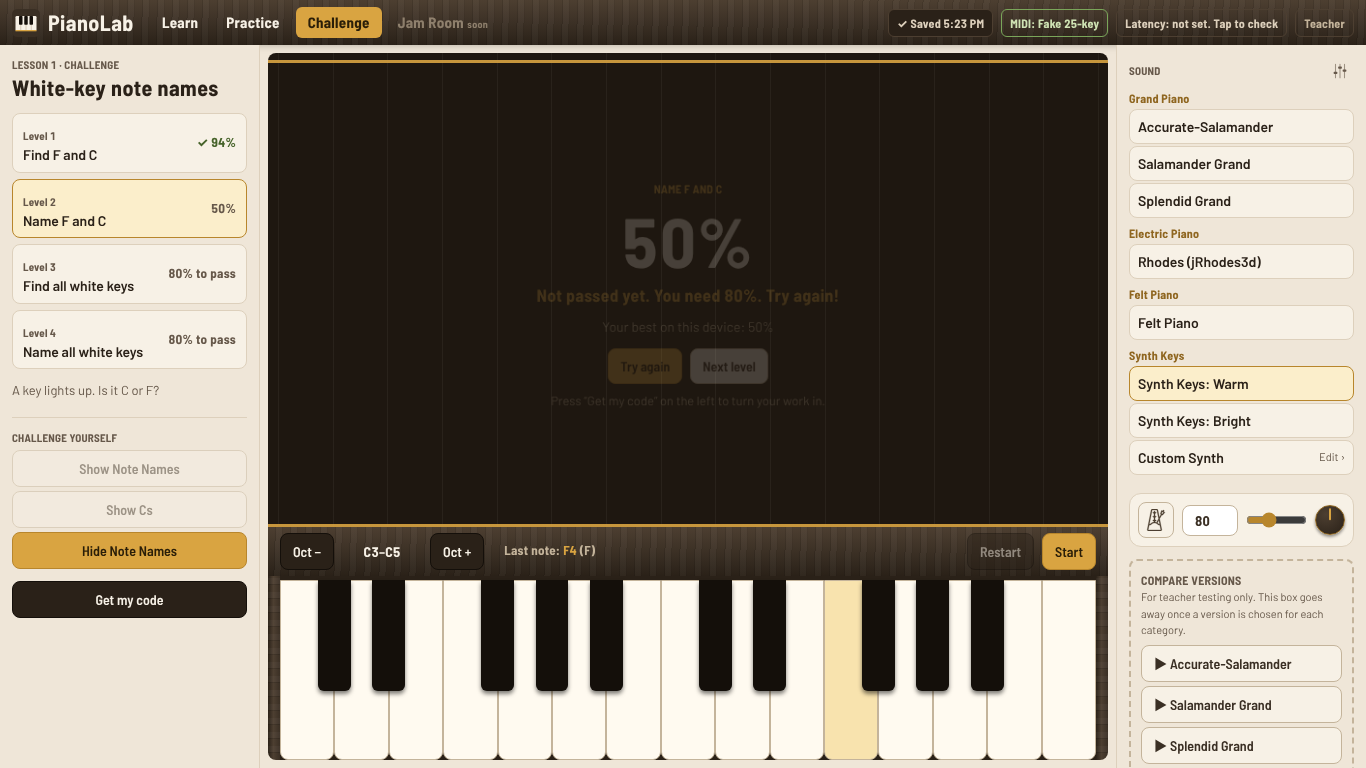 PianoLab
Learn
Practice
Challenge
Jam Room soon
✓ Saved 5:23 PM
MIDI: Fake 25-key
Latency: not set. Tap to check
Teacher
LESSON 1 · CHALLENGE
White-key note names
Level 1
Find F and C
✓ 94%
Level 2
Name F and C
50%
Level 3
Find all white keys
80% to pass
Level 4
Name all white keys
80% to pass
A key lights up. Is it C or F?
CHALLENGE YOURSELF
Show Note Names
Show Cs
Hide Note Names
Get my code
NAME F AND C
50%
Not passed yet. You need 80%. Try again!
Your best on this device: 50%
Try again
Next level
Press "Get my code" on the left to turn your work in.
Oct −
C3–C5
Oct +
Last note: F4 (F)
Restart
Start
SOUND
Grand Piano
Accurate-Salamander
Salamander Grand
Splendid Grand
Electric Piano
Rhodes (jRhodes3d)
Felt Piano
Felt Piano
Synth Keys
Synth Keys: Warm
Synth Keys: Bright
Custom Synth
Edit ›
80
COMPARE VERSIONS
For teacher testing only. This box goes
away once a version is chosen for each
category.
▶ Accurate-Salamander
▶ Salamander Grand
▶ Splendid Grand